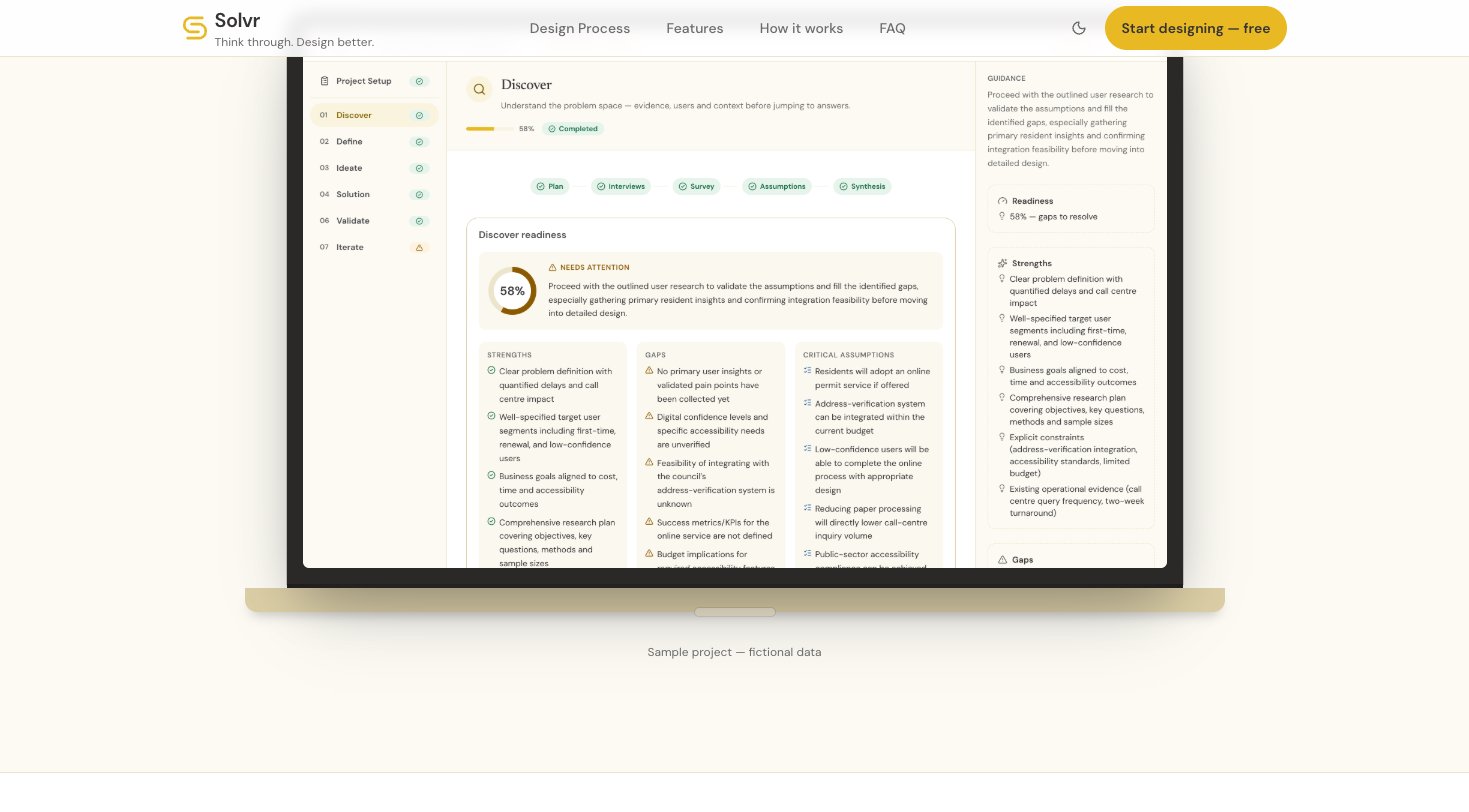 Solvr
Think through. Design better.
Design Process
Features
How it works
FAQ
Start designing — free
Project Setup
01 Discover
02 Define
03 Ideate
04 Solution
06 Validate
07 Iterate
Discover
Understand the problem space — evidence, users and context before jumping to answers.
58%
Completed
Plan
Interviews
Survey
Assumptions
Synthesis
Discover readiness
58%
NEEDS ATTENTION
Proceed with the outlined user research to validate the assumptions and fill the identified gaps,
especially gathering primary resident insights and confirming integration feasibility before moving
into detailed design.
STRENGTHS
Clear problem definition with
quantified delays and call
centre impact
Well-specified target user
segments including first-time,
renewal, and low-confidence
users
Business goals aligned to cost,
time and accessibility
outcomes
Comprehensive research plan
covering objectives, key
questions, methods and
sample sizes
GAPS
No primary user insights or
validated pain points have
been collected yet
Digital confidence levels and
specific accessibility needs
are unverified
Feasibility of integrating with
the council's
address-verification system is
unknown
Success metrics/KPIs for the
online service are not defined
Budget implications for
required accessibility features
CRITICAL ASSUMPTIONS
Residents will adopt an online
permit service if offered
Address-verification system
can be integrated within the
current budget
Low-confidence users will be
able to complete the online
process with appropriate
design
Reducing paper processing
will directly lower call-centre
inquiry volume
Public-sector accessibility
compliance can be achieved
GUIDANCE
Proceed with the outlined user research to
validate the assumptions and fill the
identified gaps, especially gathering
primary resident insights and confirming
integration feasibility before moving into
detailed design.
Readiness
58% — gaps to resolve
Strengths
Clear problem definition with
quantified delays and call centre
impact
Well-specified target user
segments including first-time,
renewal, and low-confidence
users
Business goals aligned to cost,
time and accessibility outcomes
Comprehensive research plan
covering objectives, key questions,
methods and sample sizes
Explicit constraints
(address-verification integration,
accessibility standards, limited
budget)
Existing operational evidence (call
centre query frequency, two-week
turnaround)
Gaps
Sample project — fictional data